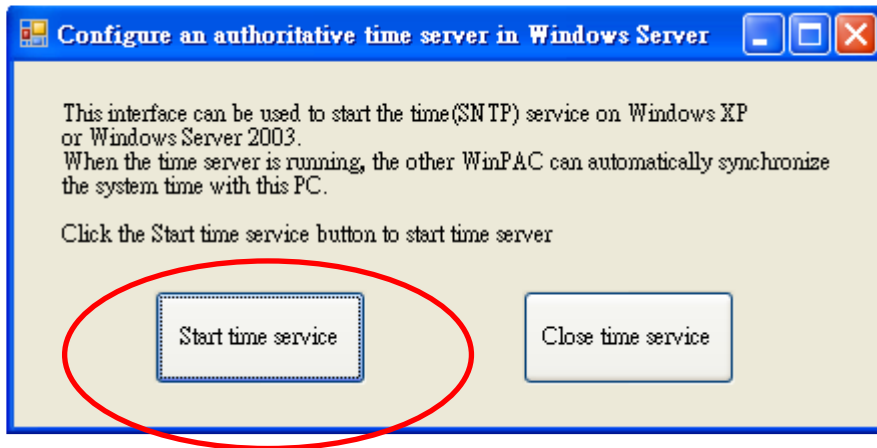 Configure an authoritative time server in Windows Server
This interface can be used to start the time(SNTP) service on Windows XP
or Windows Server 2003.
When the time server is running, the other WinPAC can automatically synchronize
the system time with this PC.
Click the Start time service button to start time server
Start time service
Close time service